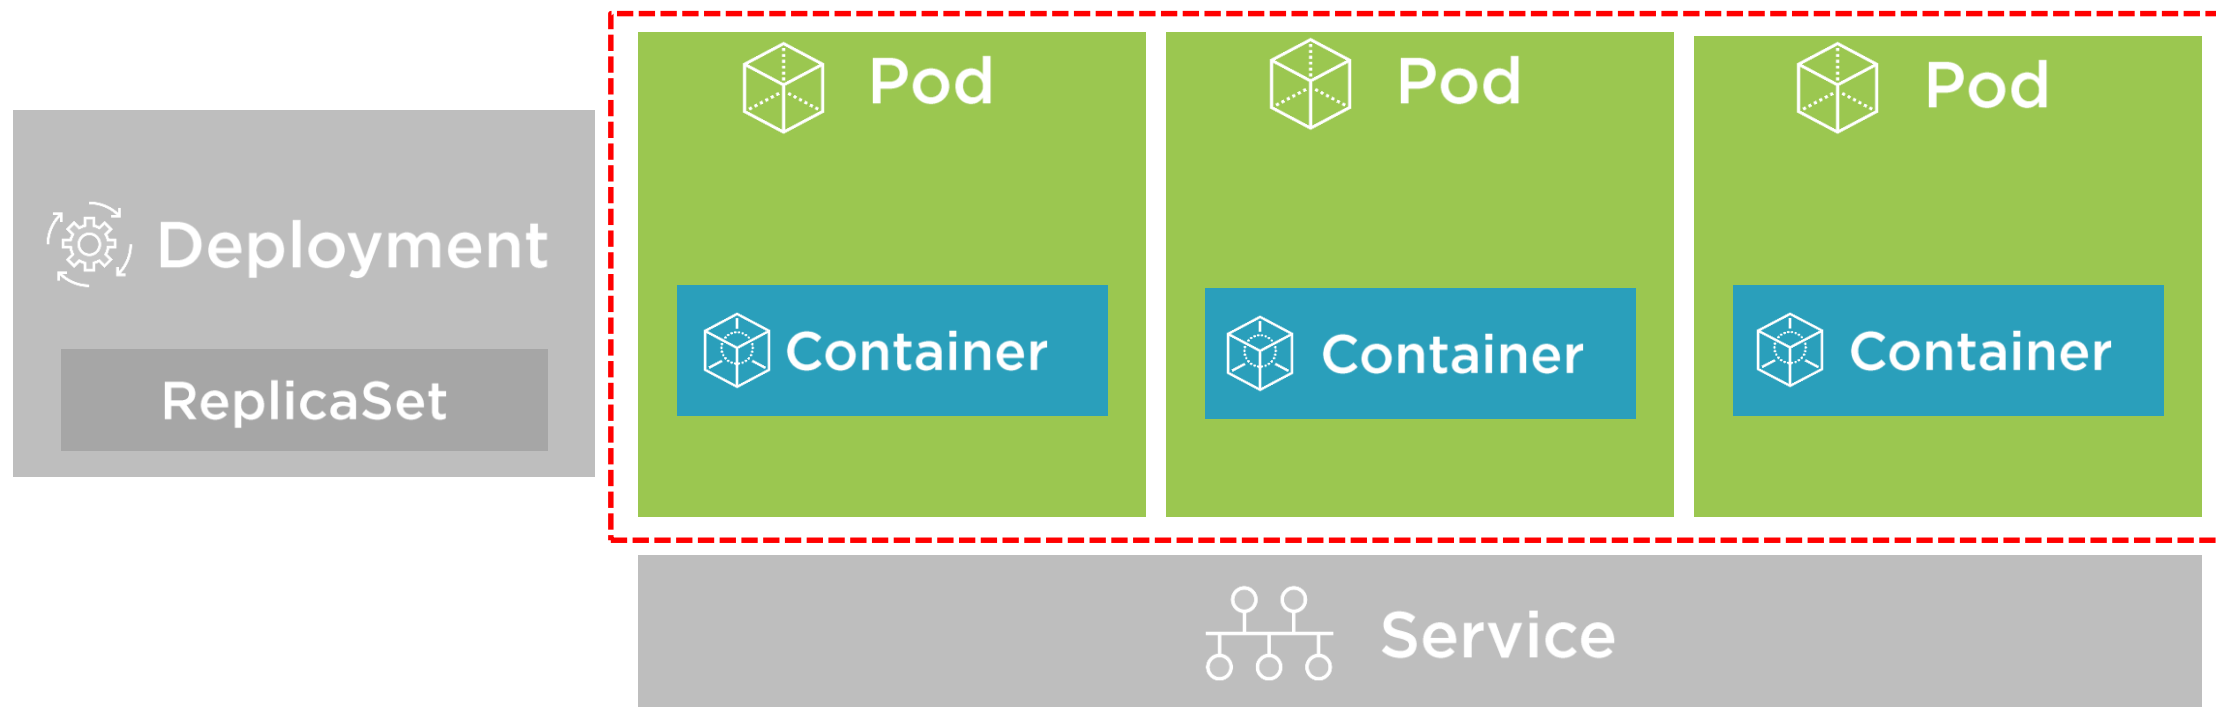 Pod
Pod
Pod
Deployment
Container
Container
Container
ReplicaSet
Service